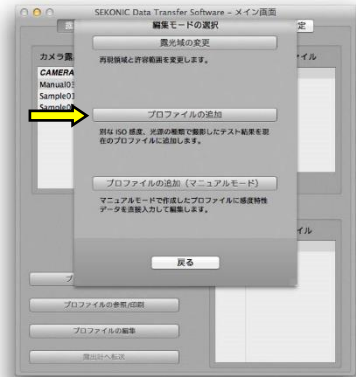 SEKONIC Data Transfer Software – メイン画面
編集モードの選択
定
露光域の変更
再現領域と許容範囲を変更します。
カメラ露
イル
CAMERA
Manual03
Sample01
プロファイルの追加
別な ISO 感度、光源の種類で撮影したテスト結果を現
在のプロファイルに追加します。
プロファイルの追加（マニュアルモード）
マニュアルモードで作成したプロファイルに感度特性
データを直接入力して編集します。
イル
戻る
プ
プロファイルの参照/印刷
プロファイルの編集
露出計へ転送